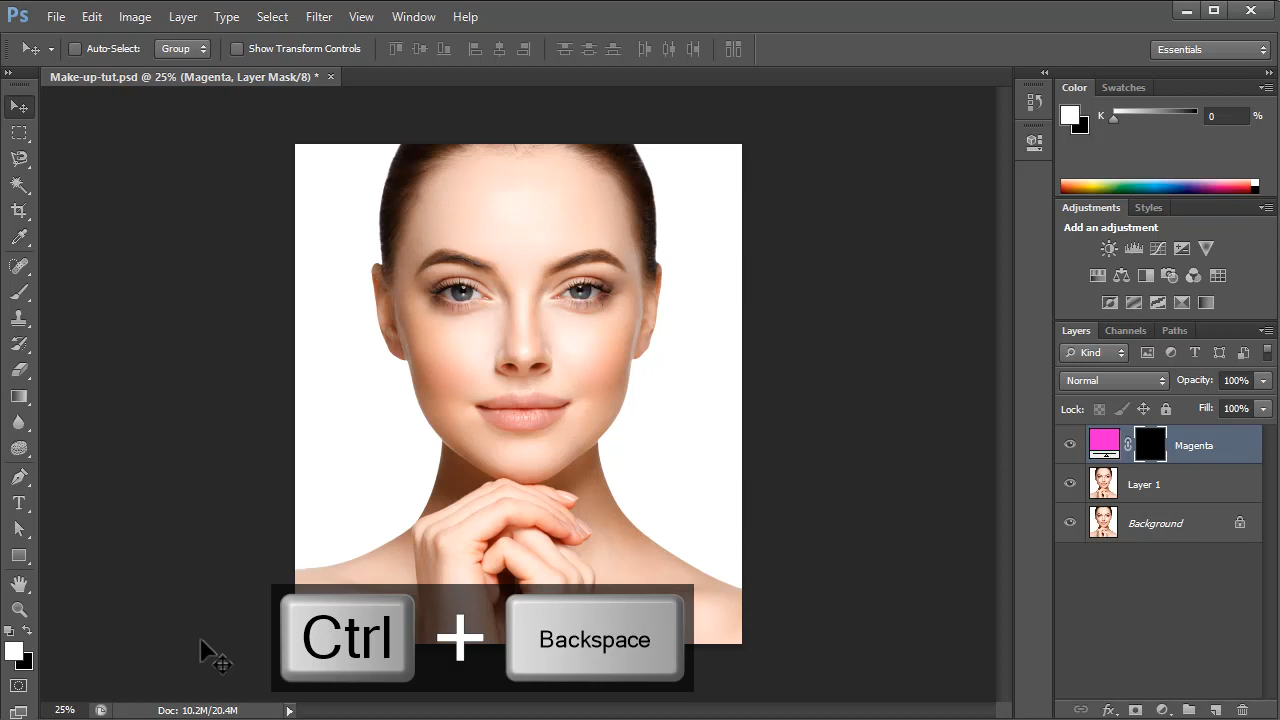 Ps File Edit Image Layer Type Select Filter View Window Help
Auto-Select: Group Show Transform Controls Essentials
Make-up-tut.psd @ 25% (Magenta, Layer Mask/8) * ×
Color Swatches
K 0 %
Adjustments Styles
Add an adjustment
Layers Channels Paths
Kind T
Normal Opacity: 100%
Lock: Fill: 100%
Magenta
Layer 1
Background
T
Ctrl + Backspace
25% Doc: 10.2M/20.4M
fx